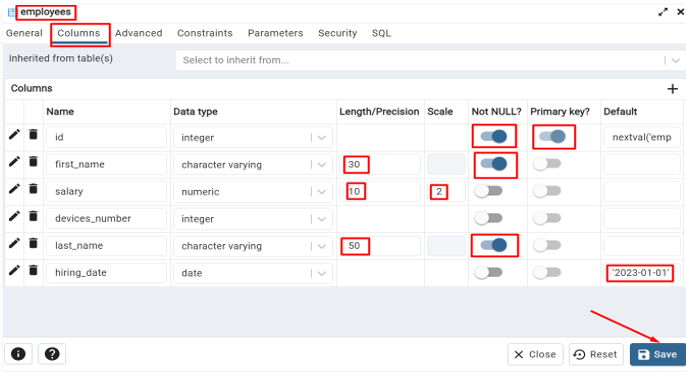 employees
General Columns Advanced Constraints Parameters Security SQL
Inherited from table(s) Select to inherit from...
Columns
Name Data type Length/Precision Scale Not NULL? Primary key? Default
id integer nextval('emp
first_name character varying 30
salary numeric 10 2
devices_number integer
last_name character varying 50
hiring_date date '2023-01-01'
Close Reset Save